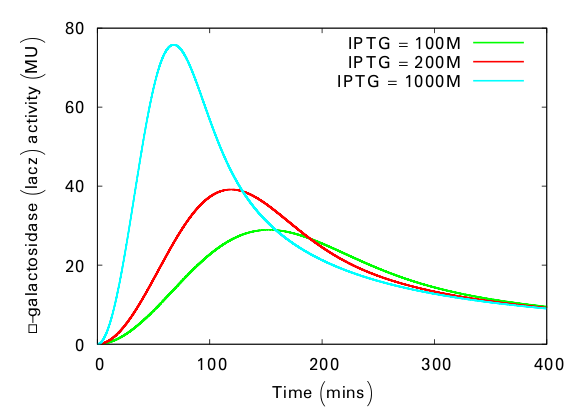 80
60
40
20
0
0 100 200 300 400
IPTG = 100M
IPTG = 200M
IPTG = 1000M
□-galactosidase (lacz) activity (MU)
Time (mins)